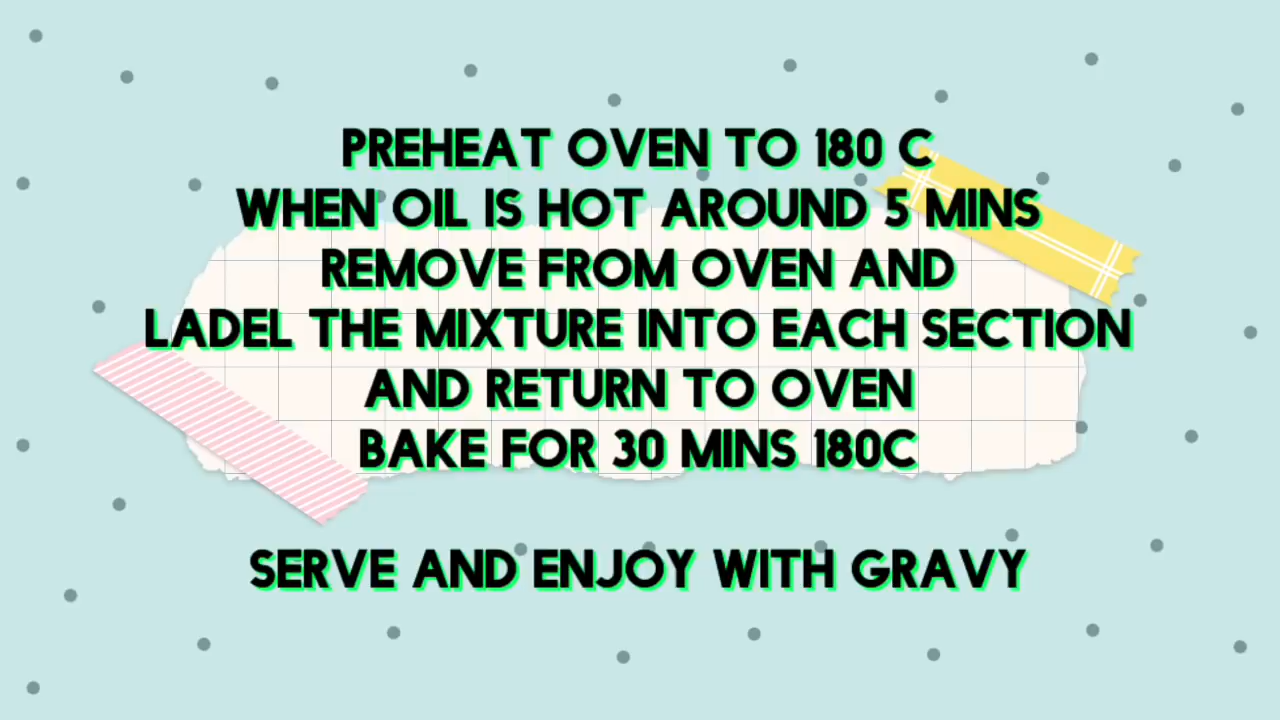 PREHEAT OVEN TO 180 C
WHEN OIL IS HOT AROUND 5 MINS
REMOVE FROM OVEN AND
LADEL THE MIXTURE INTO EACH SECTION
AND RETURN TO OVEN
BAKE FOR 30 MINS 180C
SERVE AND ENJOY WITH GRAVY